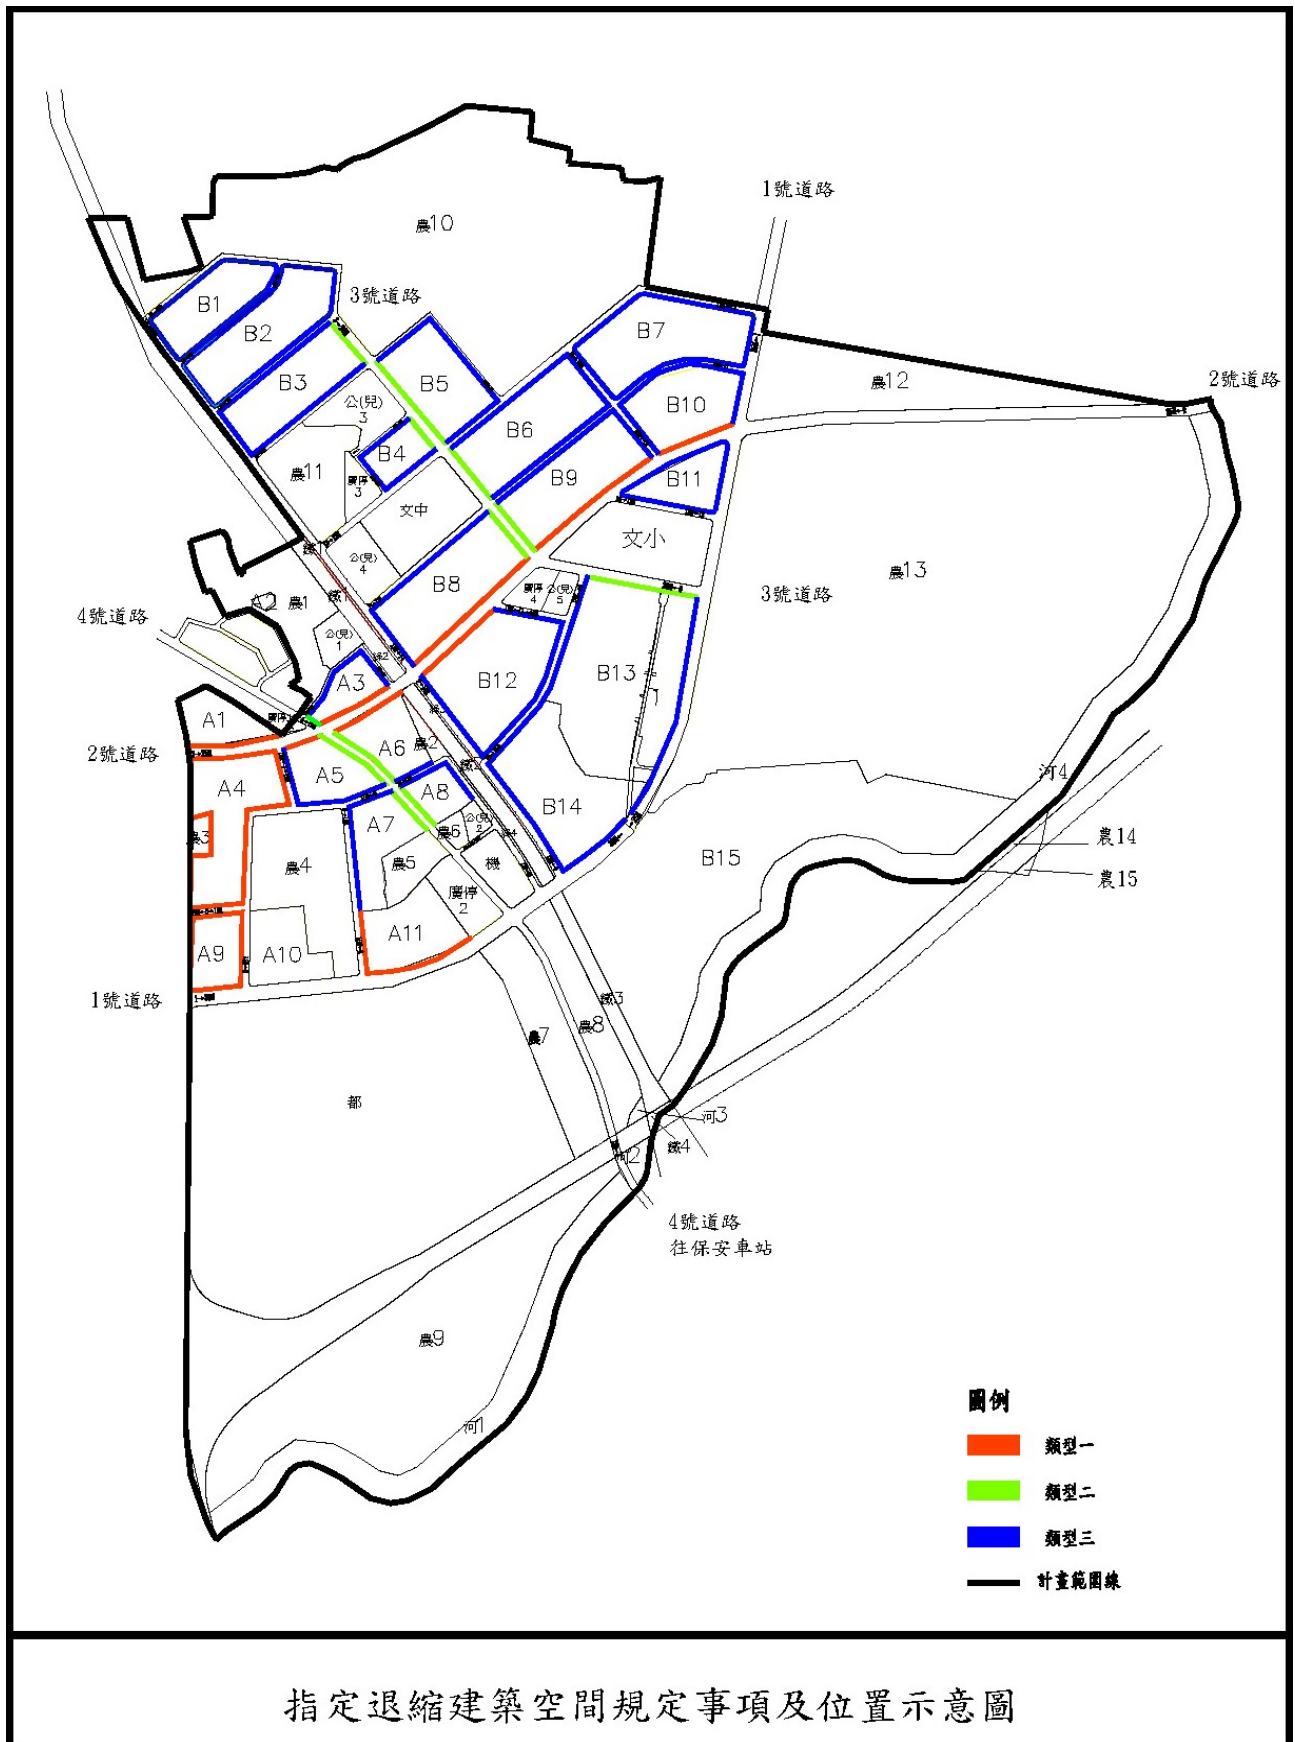 1號道路
農10
B1
3號道路
B2
B7
2號道路
B3
B5
農12
公(兒)
3
B10
B6
B4
農11
B9
B11
廣停
3
文中
文小
公(兒)
4
農13
B8
廣停
4
公(兒)
5
農1
3號道路
4號道路
公(兒)
1
A3
B13
B12
A1
2號道路
A6
農2
A5
河4
A4
A8
B14
A7
公(兒)
2
農6
農3
農14
B15
農4
農5
機
農15
廣停
2
A11
A9
A10
1號道路
鐵3
農8
農7
都
河3
鐵4
河2
4號道路
往保安車站
農9
河1
圖例
類型一
類型二
類型三
計畫範圍線
指定退縮建築空間規定事項及位置示意圖